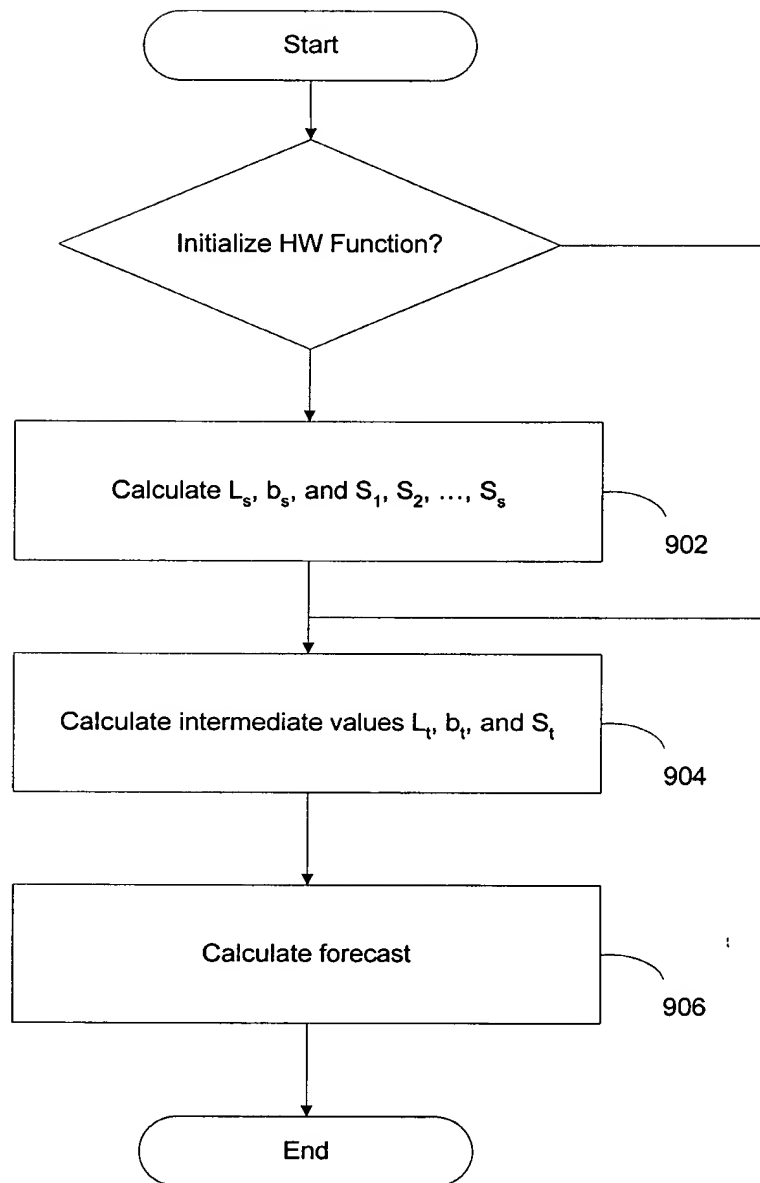 Start
Initialize HW Function?
Calculate Lₛ, bₛ, and S₁, S₂, …, Sₛ
902
Calculate intermediate values Lₜ, bₜ, and Sₜ
904
Calculate forecast
906
End